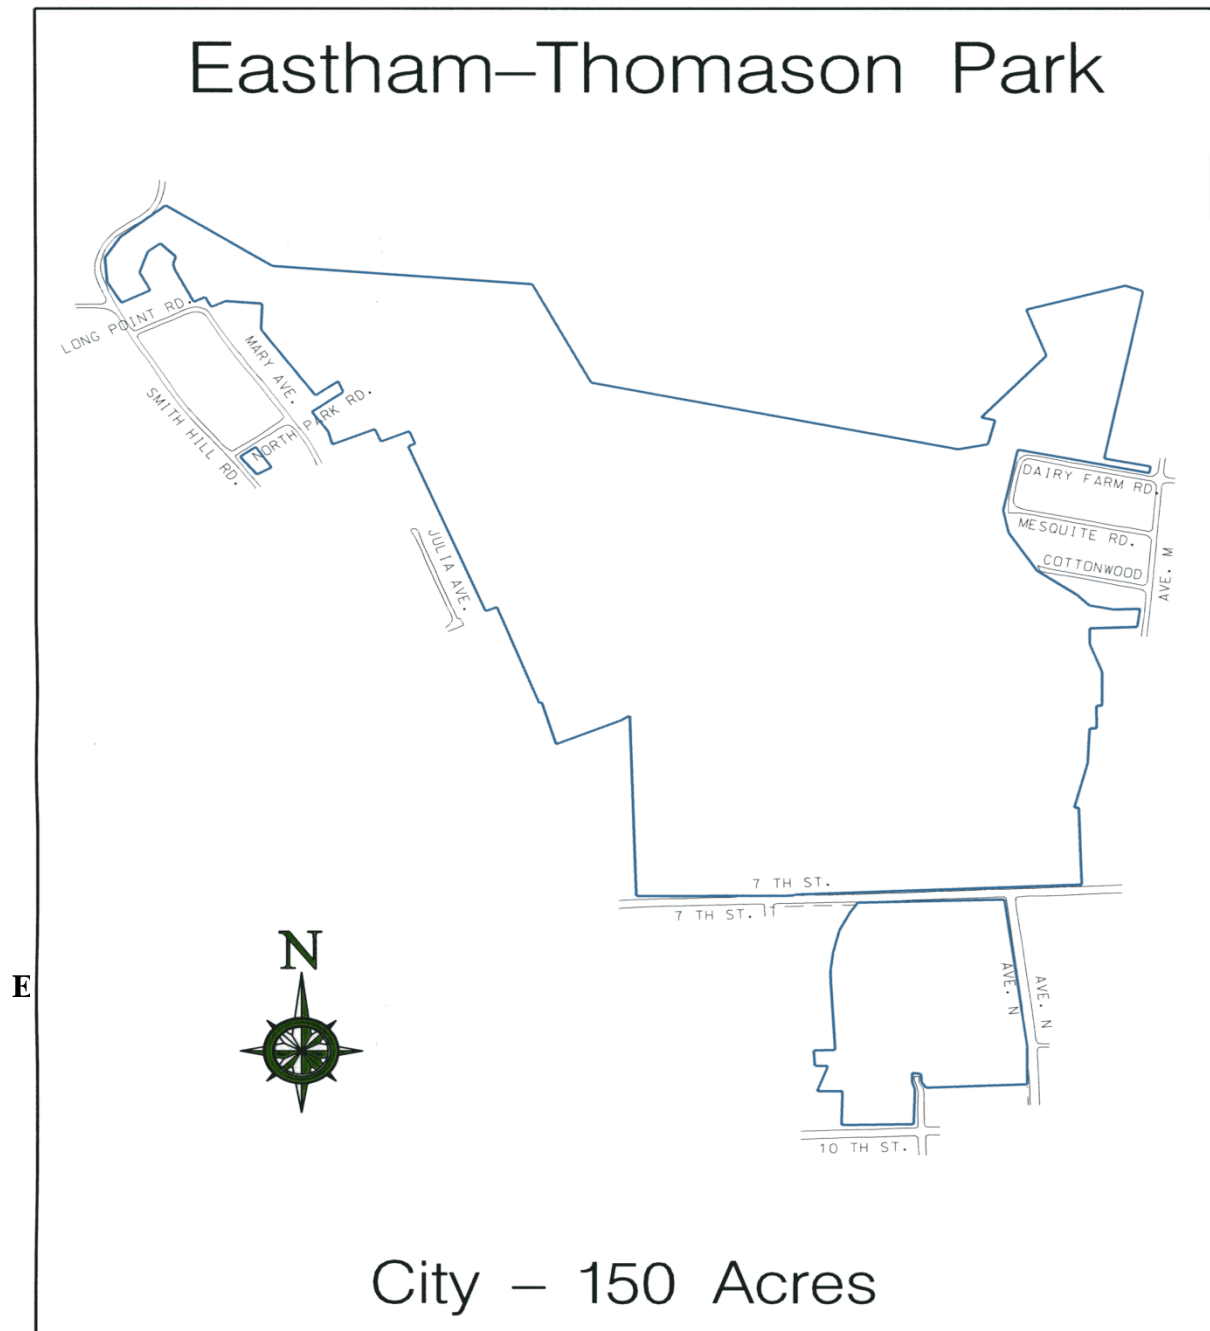 Eastham–Thomason Park
LONG POINT RD.
MARY AVE.
SMITH HILL RD.
NORTH PARK RD.
DAIRY FARM RD.
MESQUITE RD.
COTTONWOOD
AVE. M
JULIA AVE.
7 TH ST.
7 TH ST.
N
E
AVE. N
AVE. N
10 TH ST.
City – 150 Acres